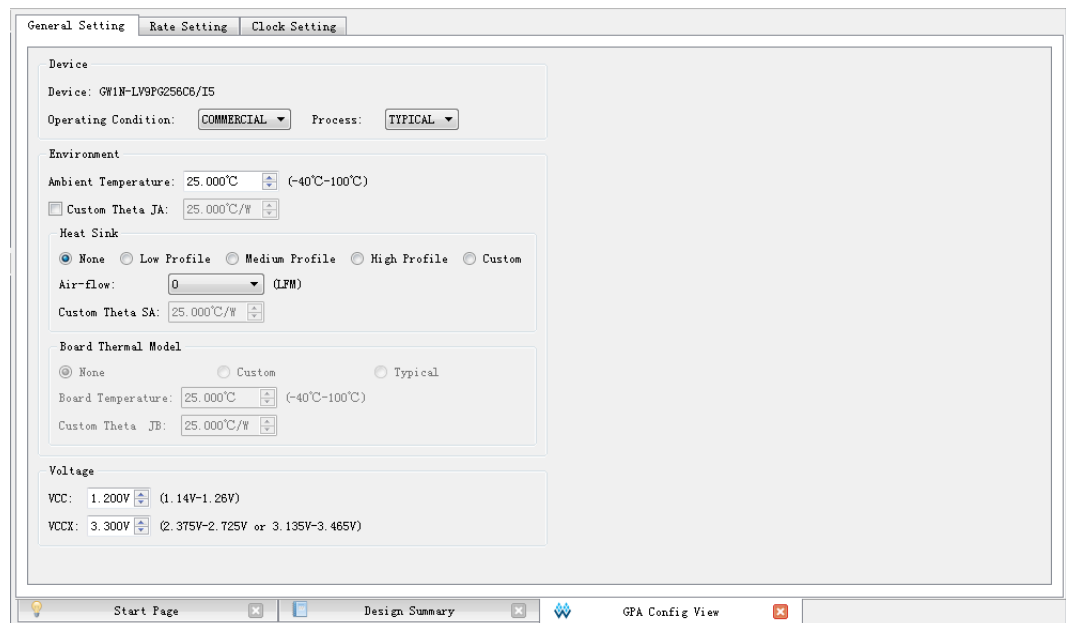 General Setting Rate Setting Clock Setting
Device
Device: GW1N-LV9PG256C6/I5
Operating Condition: COMMERCIAL Process: TYPICAL
Environment
Ambient Temperature: 25.000℃ (-40℃-100℃)
Custom Theta JA: 25.000℃/W
Heat Sink
None Low Profile Medium Profile High Profile Custom
Air-flow: 0 (LFM)
Custom Theta SA: 25.000℃/W
Board Thermal Model
None Custom Typical
Board Temperature: 25.000℃ (-40℃-100℃)
Custom Theta JB: 25.000℃/W
Voltage
VCC: 1.200V (1.14V-1.26V)
VCCX: 3.300V (2.375V-2.725V or 3.135V-3.465V)
Start Page Design Summary GPA Config View